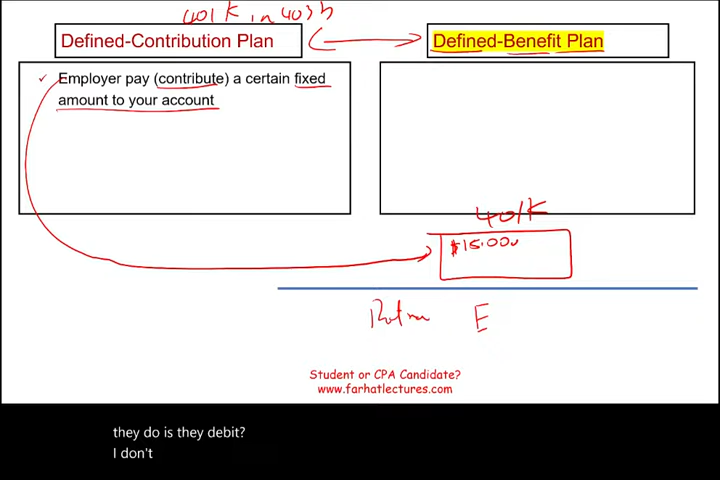 401K in 403b
Defined-Contribution Plan
Defined-Benefit Plan
✓ Employer pay (contribute) a certain fixed
amount to your account
401K
$15.000
E
Student or CPA Candidate?
www.farhatlectures.com
they do is they debit?
I don't